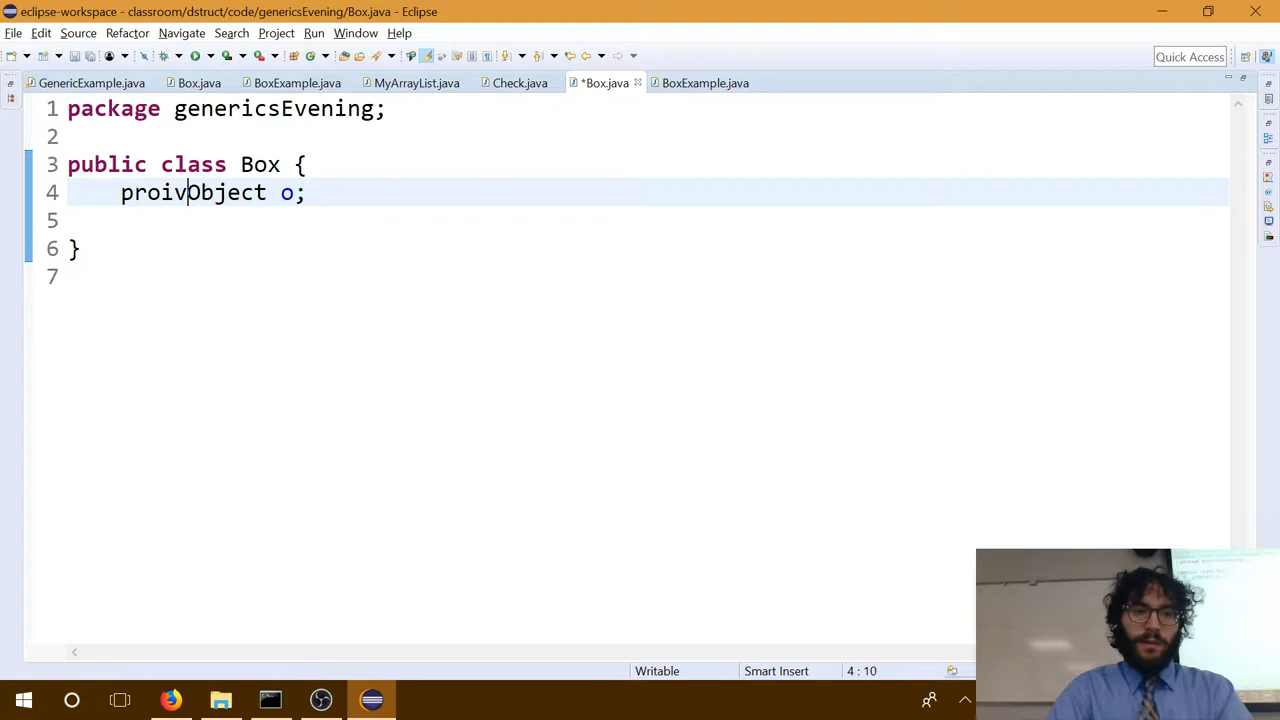 eclipse-workspace - classroom/dstruct/code/genericsEvening/Box.java - Eclipse
File Edit Source Refactor Navigate Search Project Run Window Help
Quick Access
GenericExample.java Box.java BoxExample.java MyArrayList.java Check.java *Box.java BoxExample.java
1 package genericsEvening;
2
3 public class Box {
4 proivObject o;
5
6 }
7
Writable Smart Insert 4 : 10